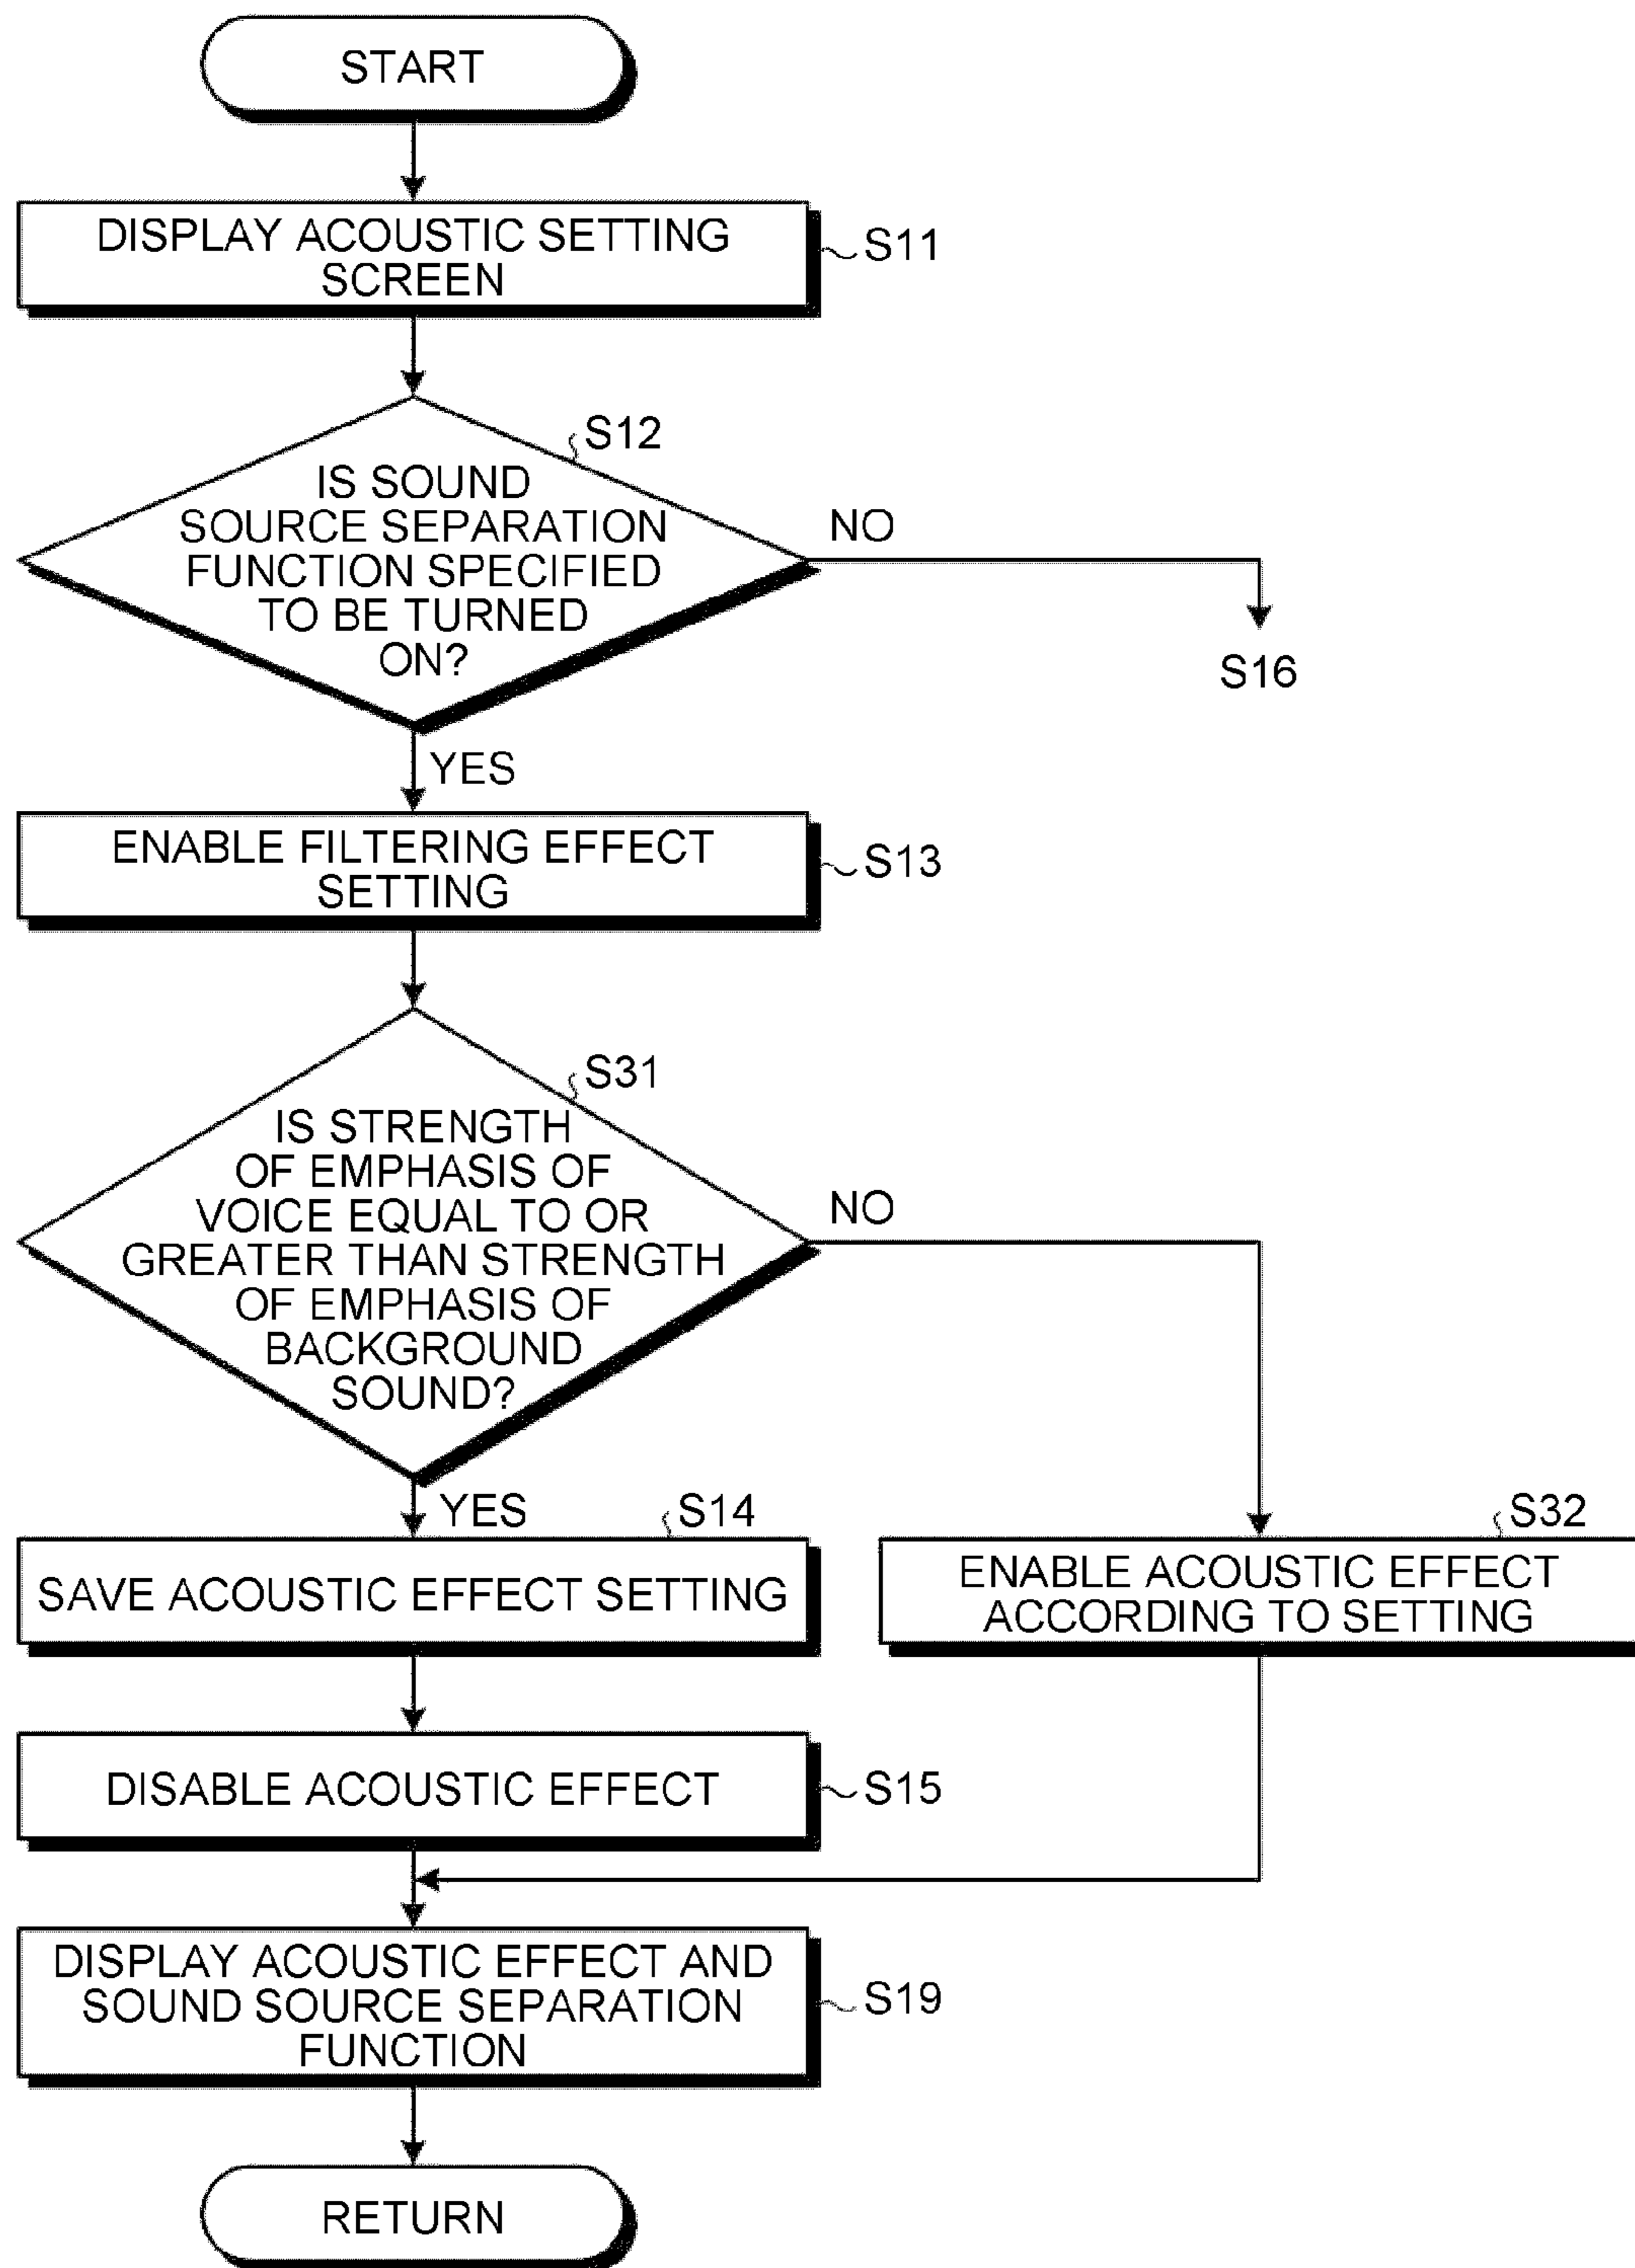 START
DISPLAY ACOUSTIC SETTING
SCREEN
S11
S12
IS SOUND
SOURCE SEPARATION
FUNCTION SPECIFIED
TO BE TURNED
ON?
NO
S16
YES
ENABLE FILTERING EFFECT
SETTING
S13
S31
IS STRENGTH
OF EMPHASIS OF
VOICE EQUAL TO OR
GREATER THAN STRENGTH
OF EMPHASIS OF
BACKGROUND
SOUND?
NO
YES
S14
SAVE ACOUSTIC EFFECT SETTING
S32
ENABLE ACOUSTIC EFFECT
ACCORDING TO SETTING
DISABLE ACOUSTIC EFFECT
S15
DISPLAY ACOUSTIC EFFECT AND
SOUND SOURCE SEPARATION
FUNCTION
S19
RETURN